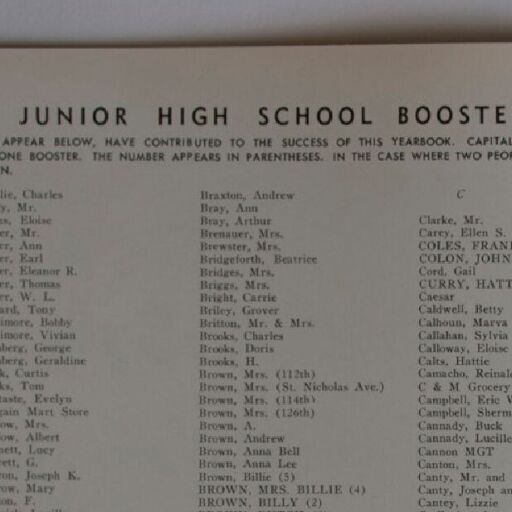 JUNIOR HIGH SCHOOL BOOSTE
APPEAR BELOW, HAVE CONTRIBUTED TO THE SUCCESS OF THIS YEARBOOK. CAPITAL
ONE BOOSTER. THE NUMBER APPEARS IN PARENTHESES. IN THE CASE WHERE TWO PEOP
N.
lie, Charles
y, Mr.
s, Eloise
er, Mr.
er, Ann
er, Earl
er, Eleanor R.
er, Thomas
er, W. L.
ard, Tony
timore, Bobby
timore, Vivian
nberg, George
nberg, Geraldine
k, Curtis
ks, Tom
taste, Evelyn
gain Mart Store
ow, Mrs.
ow, Albert
nett, Lucy
ett, G.
ron, Joseph K.
ow, Mary
on, F.
Braxton, Andrew
Bray, Ann
Bray, Arthur
Brenauer, Mrs.
Brewster, Mrs.
Bridgeforth, Beatrice
Bridges, Mrs.
Briggs, Mrs.
Bright, Carrie
Briley, Grover
Britton, Mr. & Mrs.
Brooks, Charles
Brooks, Doris
Brooks, H.
Brown, Mrs. (112th)
Brown, Mrs. (St. Nicholas Ave.)
Brown, Mrs. (114th)
Brown, Mrs. (126th)
Brown, A.
Brown, Andrew
Brown, Anna Bell
Brown, Anna Lee
Brown, Billie (5)
BROWN, MRS. BILLIE (4)
BROWN, BILLY (2)
C
Clarke, Mr.
Carey, Ellen S.
COLES, FRAN
COLON, JOHN
Cord, Gail
CURRY, HATT
Caesar
Caldwell, Betty
Calhoun, Marva
Callahan, Sylvia
Calloway, Eloise
Calts, Hattie
Camacho, Reinal
C & M Grocery
Campbell, Eric W
Campbell, Sherm
Cannady, Buck
Cannady, Lucille
Cannon MGT
Canton, Mrs.
Canty, Mr. and
Canty, Joseph an
Cantey, Lizzie